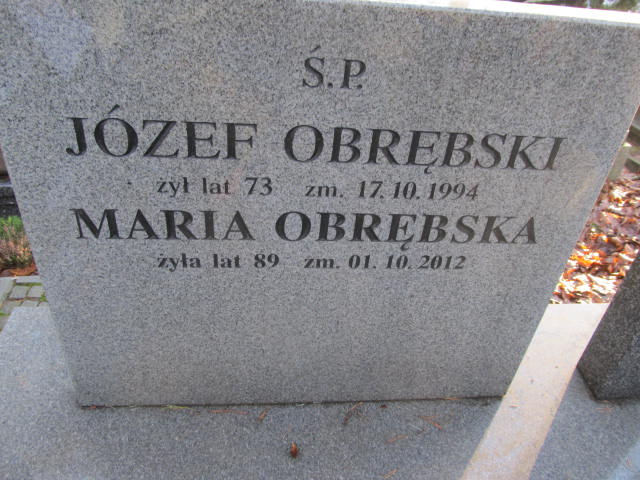 Ś.P.
JÓZEF OBRĘBSKI
żył lat 73 zm. 17.10.1994
MARIA OBRĘBSKA
żyła lat 89 zm. 01.10.2012